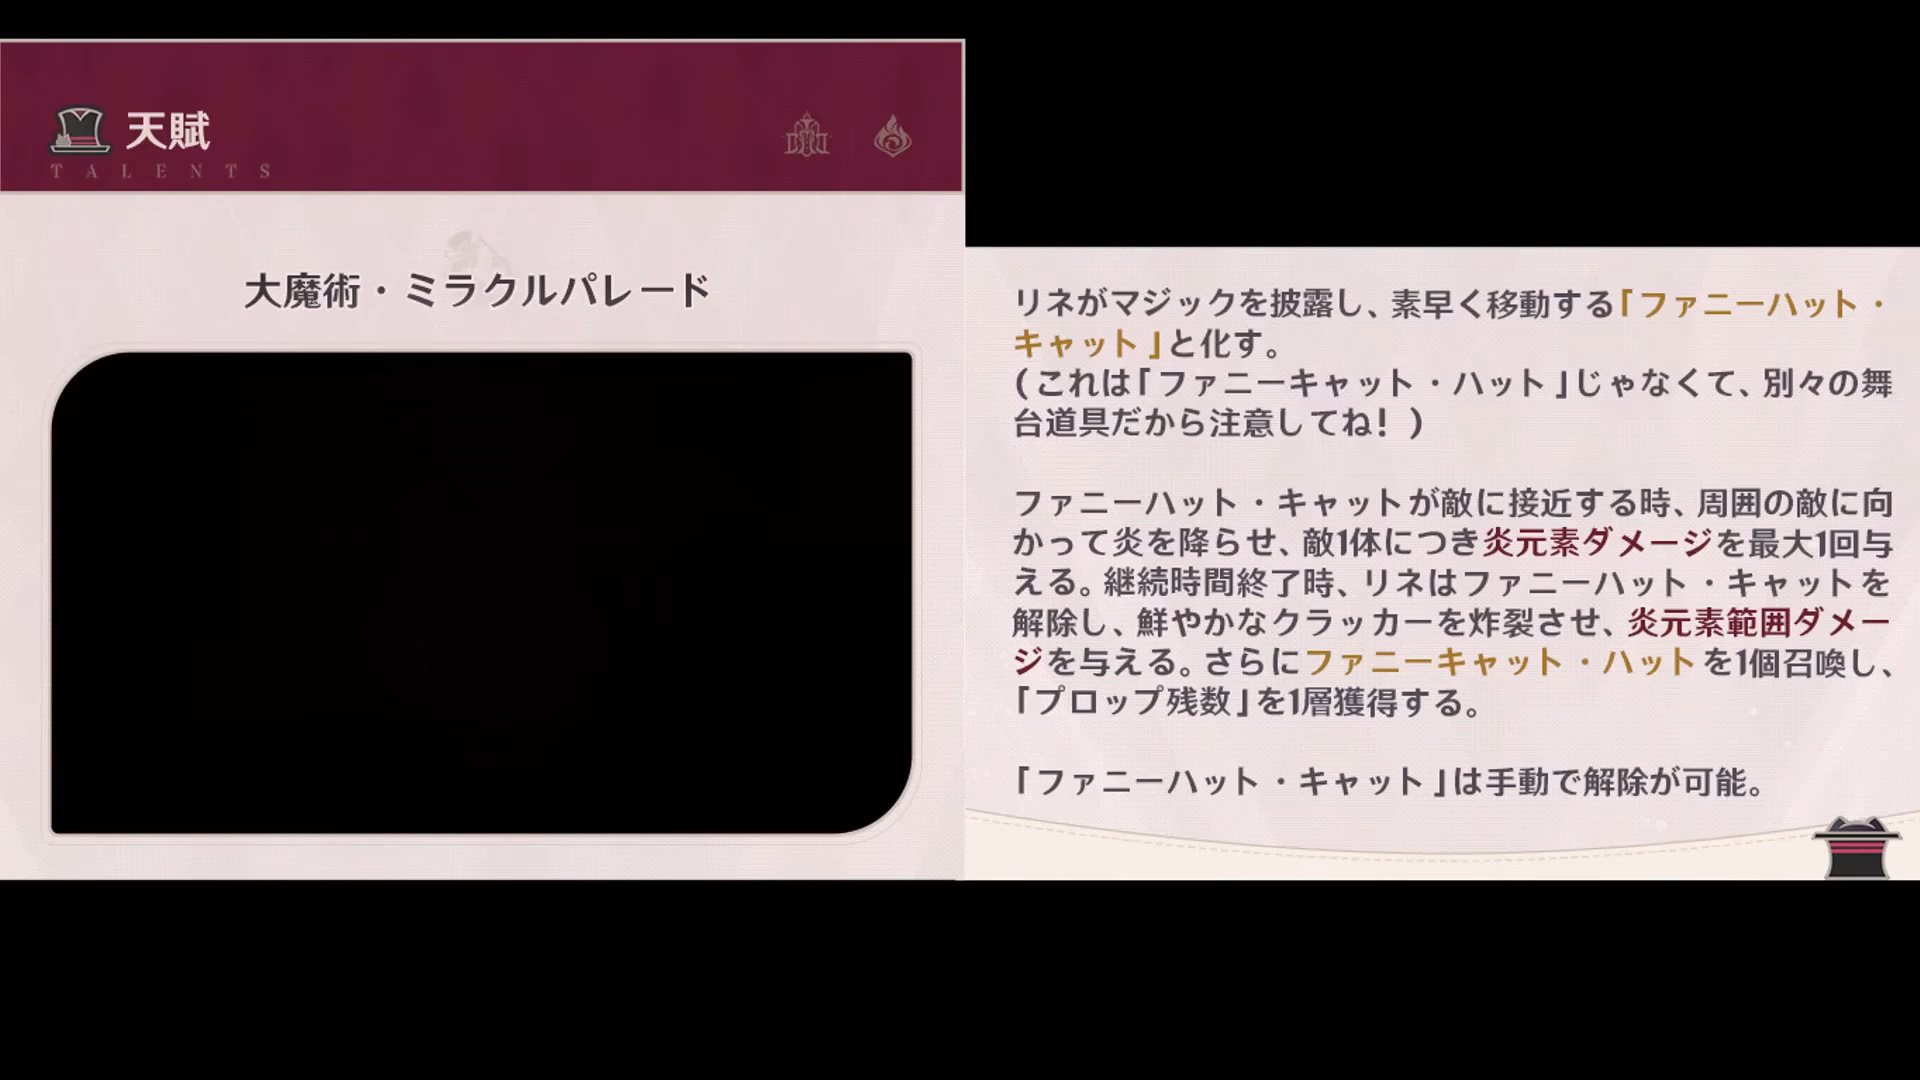 天賦
TALENTS
大魔術・ミラクルパレード
リネがマジックを披露し、素早く移動する「ファニーハット・
キャット」と化す。
(これは「ファニーキャット・ハット」じゃなくて、別々の舞
台道具だから注意してね!)
ファニーハット・キャットが敵に接近する時、周囲の敵に向
かって炎を降らせ、敵1体につき炎元素ダメージを最大1回与
える。継続時間終了時、リネはファニーハット・キャットを
解除し、鮮やかなクラッカーを炸裂させ、炎元素範囲ダメー
ジを与える。さらにファニーキャット・ハットを1個召喚し、
「プロップ残数」を1層獲得する。
「ファニーハット・キャット」は手動で解除が可能。